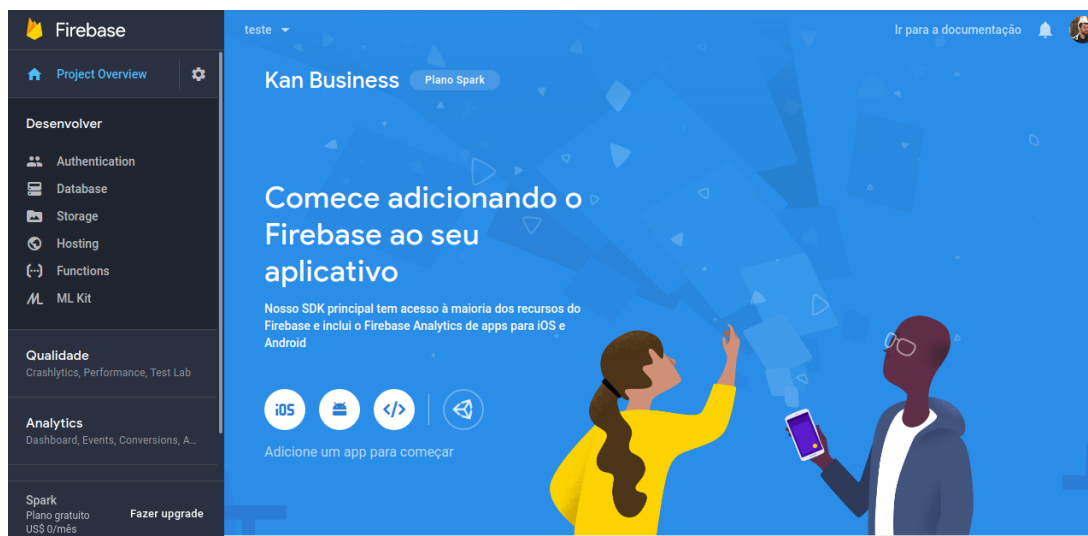 Firebase
Project Overview
Desenvolver
Authentication
Database
Storage
Hosting
Functions
ML Kit
Qualidade
Crashlytics, Performance, Test Lab
Analytics
Dashboard, Events, Conversions, A...
Spark
Plano gratuito
US$ 0/mês
Fazer upgrade
teste
Ir para a documentação
Kan Business
Plano Spark
Comece adicionando o
Firebase ao seu
aplicativo
Nosso SDK principal tem acesso à maioria dos recursos do
Firebase e inclui o Firebase Analytics de apps para iOS e
Android
iOS
Adicione um app para começar